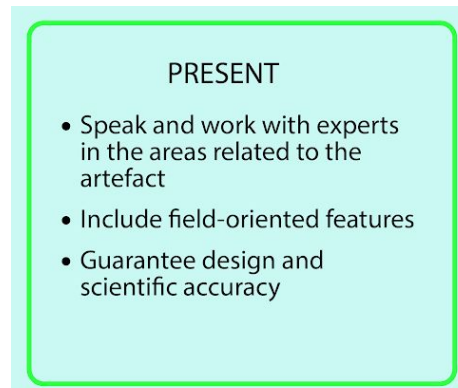 PRESENT
• Speak and work with experts
in the areas related to the
artefact
• Include field-oriented features
• Guarantee design and
scientific accuracy